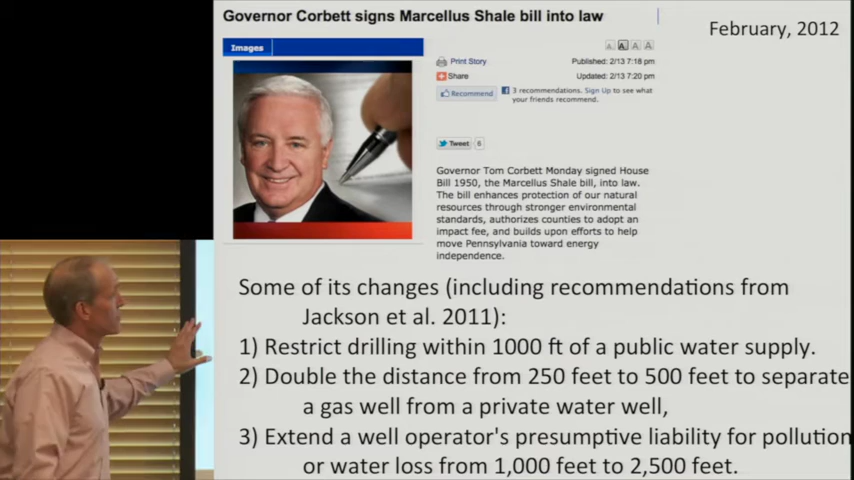 Governor Corbett signs Marcellus Shale bill into law
February, 2012
Images
A A A A
Print Story
Published: 2/13 7:18 pm
Share
Updated: 2/13 7:20 pm
Recommend
3 recommendations. Sign Up to see what
your friends recommend.
Tweet 6
Governor Tom Corbett Monday signed House
Bill 1950, the Marcellus Shale bill, into law.
The bill enhances protection of our natural
resources through stronger environmental
standards, authorizes counties to adopt an
impact fee, and builds upon efforts to help
move Pennsylvania toward energy
independence.
Some of its changes (including recommendations from
Jackson et al. 2011):
1) Restrict drilling within 1000 ft of a public water supply.
2) Double the distance from 250 feet to 500 feet to separate
a gas well from a private water well,
3) Extend a well operator's presumptive liability for pollution
or water loss from 1,000 feet to 2,500 feet.